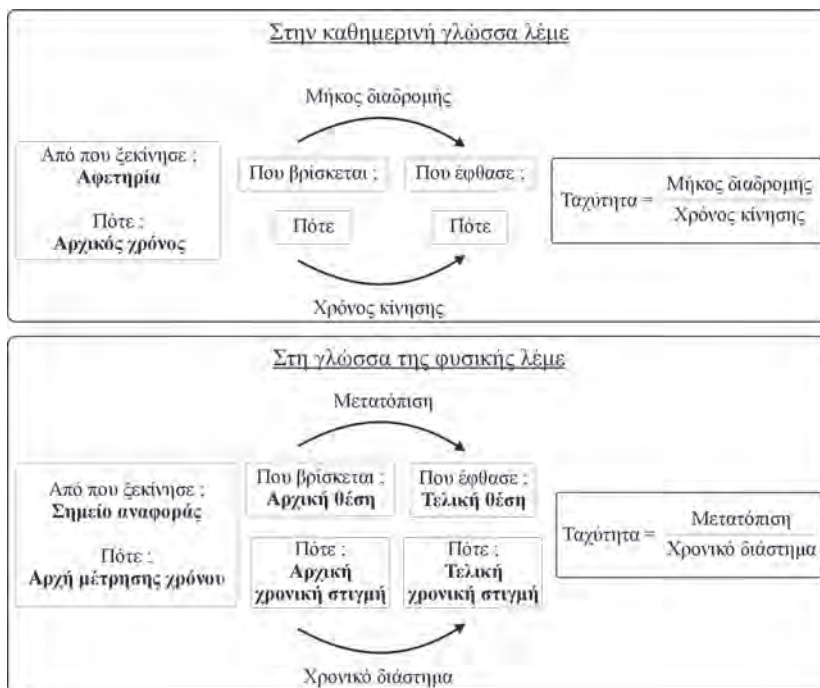 Στην καθημερινή γλώσσα λέμε
Μήκος διαδρομής
Από που ξεκίνησε ;
Αφετηρία
Πότε ;
Αρχικός χρόνος
Που βρίσκεται ;
Που έφθασε ;
Πότε
Πότε
Χρόνος κίνησης
Ταχύτητα = Μήκος διαδρομής
Χρόνος κίνησης
Στη γλώσσα της φυσικής λέμε
Μετατόπιση
Από που ξεκίνησε ;
Σημείο αναφοράς
Πότε ;
Αρχή μέτρησης χρόνου
Που βρίσκεται ;
Αρχική θέση
Που έφθασε ;
Τελική θέση
Πότε ;
Αρχική
χρονική στιγμή
Πότε ;
Τελική
χρονική στιγμή
Χρονικό διάστημα
Ταχύτητα = Μετατόπιση
Χρονικό διάστημα